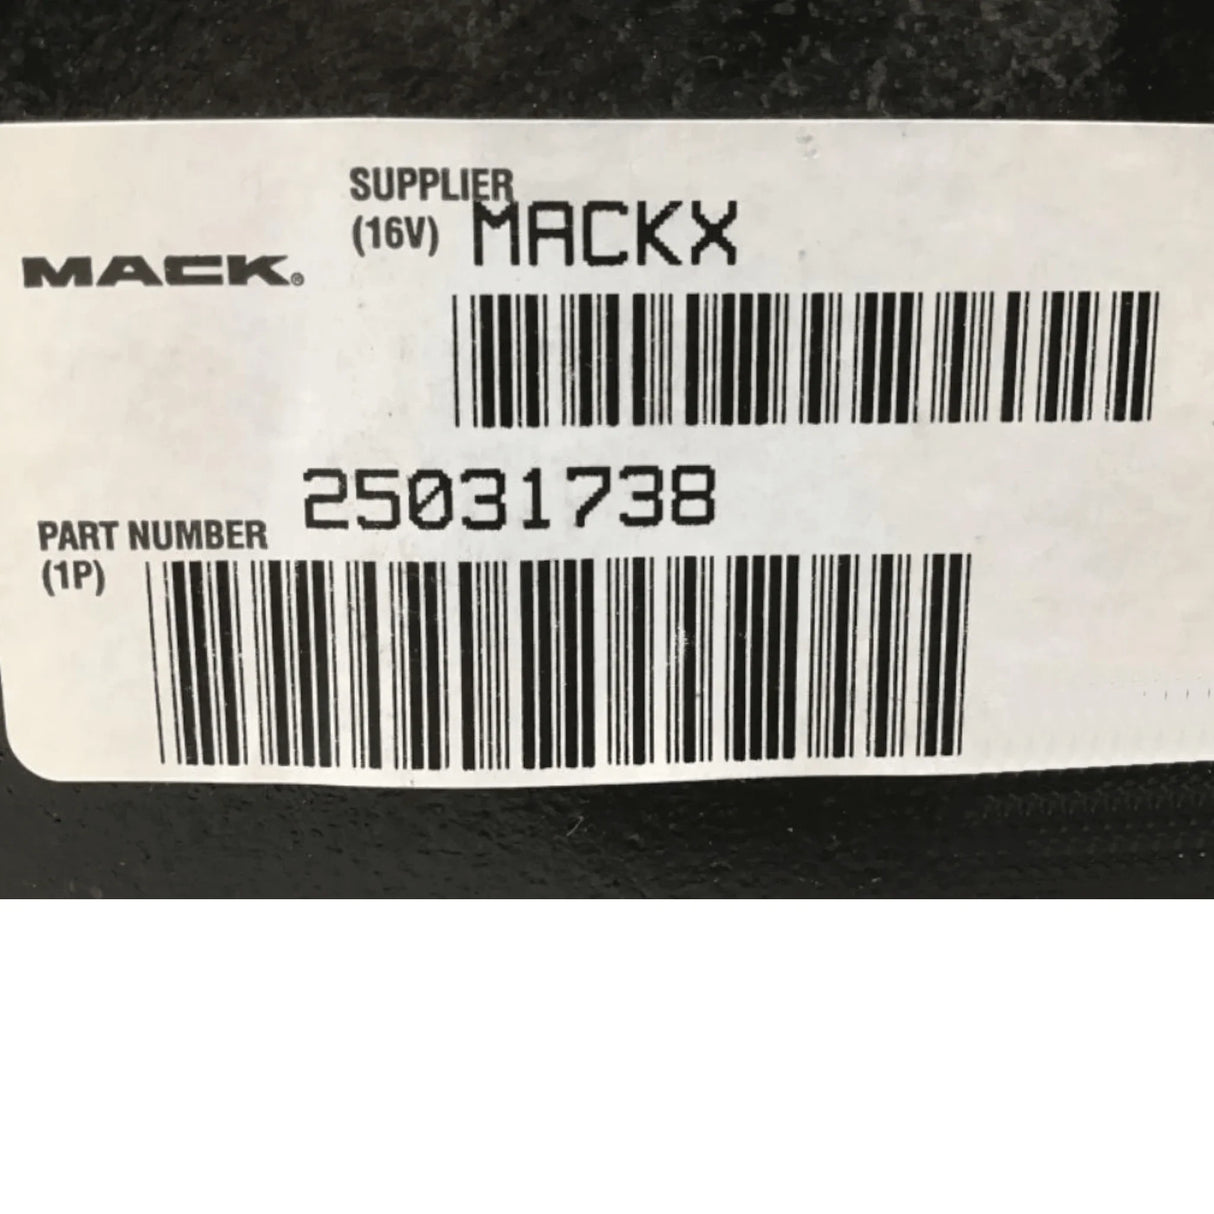 SUPPLIER
(16V) MACKX
MACK®
25031738
PART NUMBER
(1P)